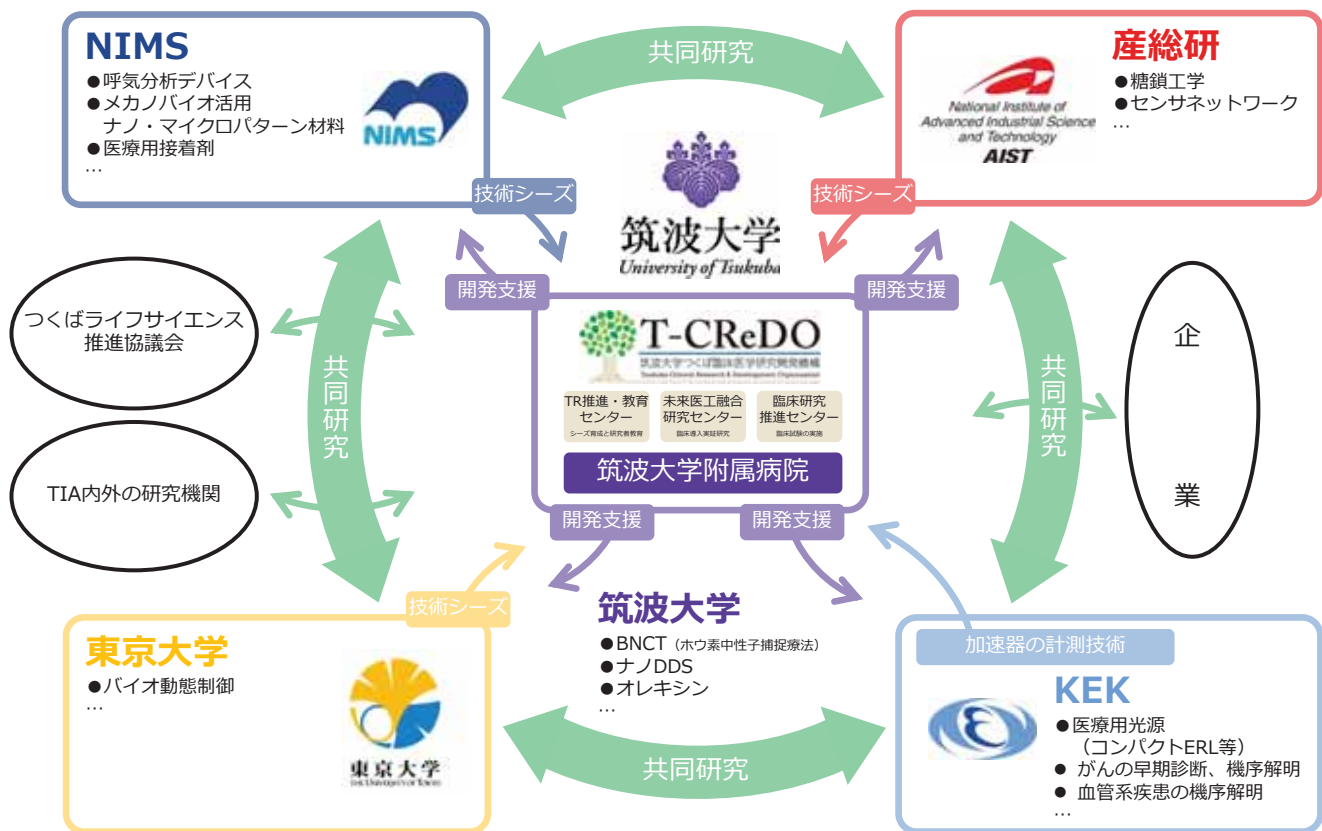 NIMS
●呼気分析デバイス
●メカノバイオ活用
ナノ・マイクロパターン材料
●医療用接着剤
…
NIMS
技術シーズ
共同研究
産総研
●糖鎖工学
●センサネットワーク
…
National Institute of
Advanced Industrial Science
and Technology
AIST
技術シーズ
筑波大学
University of Tsukuba
開発支援
開発支援
つくばライフサイエンス
推進協議会
TIA内外の研究機関
共同研究
T-CReDO
筑波大学つくば臨床医学研究開発機構
Tsukuba Clinical Research & Development Organization
TR推進・教育
センター
シーズ育成と研究者教育
未来医工融合
研究センター
臨床導入実証研究
臨床研究
推進センター
臨床試験の実施
筑波大学附属病院
共同研究
企業
開発支援
開発支援
技術シーズ
東京大学
●バイオ動態制御
…
東京大学
THE UNIVERSITY OF TOKYO
筑波大学
●BNCT（ホウ素中性子捕捉療法）
●ナノDDS
●オレキシン
…
共同研究
加速器の計測技術
KEK
●医療用光源
（コンパクトERL等）
● がんの早期診断、機序解明
● 血管系疾患の機序解明
…